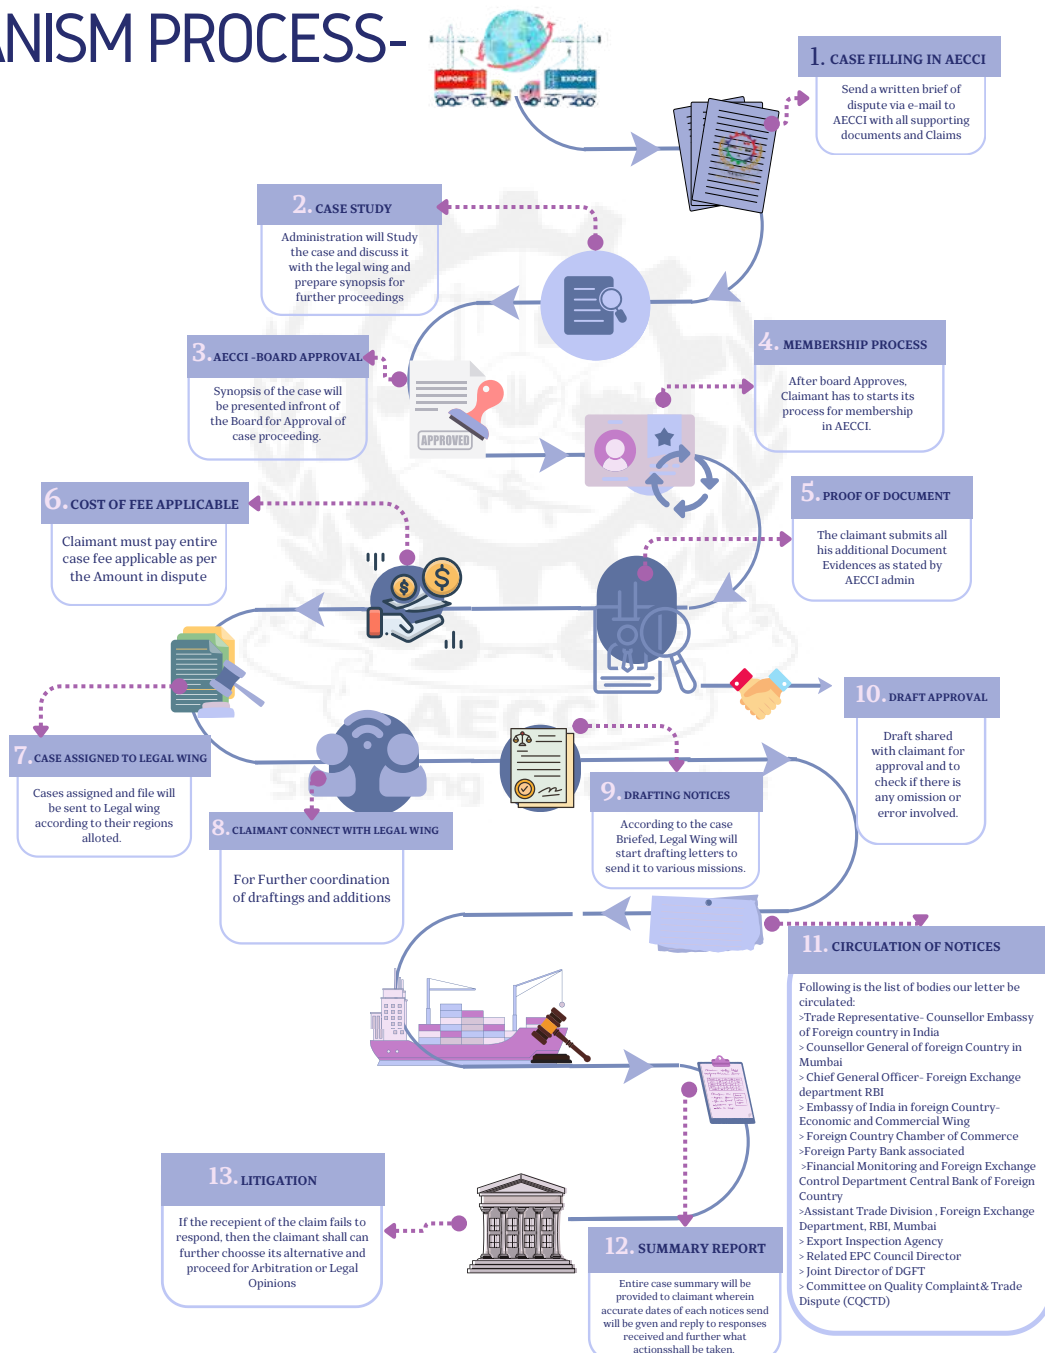 ANISM PROCESS-
IMPORT
EXPORT
1. CASE FILLING IN AECCI
Send a written brief of
dispute via e-mail to
AECCI with all supporting
documents and Claims
2. CASE STUDY
Administration will Study
the case and discuss it
with the legal wing and
prepare synopsis for
further proceedings
3. AECCI -BOARD APPROVAL
Synopsis of the case will
be presented infront of
the Board for Approval of
case proceeding.
APPROVED
4. MEMBERSHIP PROCESS
After board Approves,
Claimant has to starts its
process for membership
in AECCI.
5. PROOF OF DOCUMENT
The claimant submits all
his additional Document
Evidences as stated by
AECCI admin
6. COST OF FEE APPLICABLE
Claimant must pay entire
case fee applicable as per
the Amount in dispute
$
$
AECCI
7. CASE ASSIGNED TO LEGAL WING
Cases assigned and file will
be sent to Legal wing
according to their regions
alloted.
8. CLAIMANT CONNECT WITH LEGAL WING
For Further coordination
of draftings and additions
9. DRAFTING NOTICES
According to the case
Briefed, Legal Wing will
start drafting letters to
send it to various missions.
10. DRAFT APPROVAL
Draft shared
with claimant for
approval and to
check if there is
any omission or
error involved.
11. CIRCULATION OF NOTICES
Following is the list of bodies our letter be
circulated:
>Trade Representative- Counsellor Embassy
of Foreign country in India
> Counsellor General of foreign Country in
Mumbai
> Chief General Officer- Foreign Exchange
department RBI
> Embassy of India in foreign Country-
Economic and Commercial Wing
> Foreign Country Chamber of Commerce
>Foreign Party Bank associated
>Financial Monitoring and Foreign Exchange
Control Department Central Bank of Foreign
Country
>Assistant Trade Division , Foreign Exchange
Department, RBI, Mumbai
> Export Inspection Agency
> Related EPC Council Director
> Joint Director of DGFT
> Committee on Quality Complaint& Trade
Dispute (CQCTD)
12. SUMMARY REPORT
Entire case summary will be
provided to claimant wherein
accurate dates of each notices send
will be gven and reply to responses
received and further what
actionsshall be taken.
13. LITIGATION
If the recepient of the claim fails to
respond, then the claimant shall can
further choosse its alternative and
proceed for Arbitration or Legal
Opinions